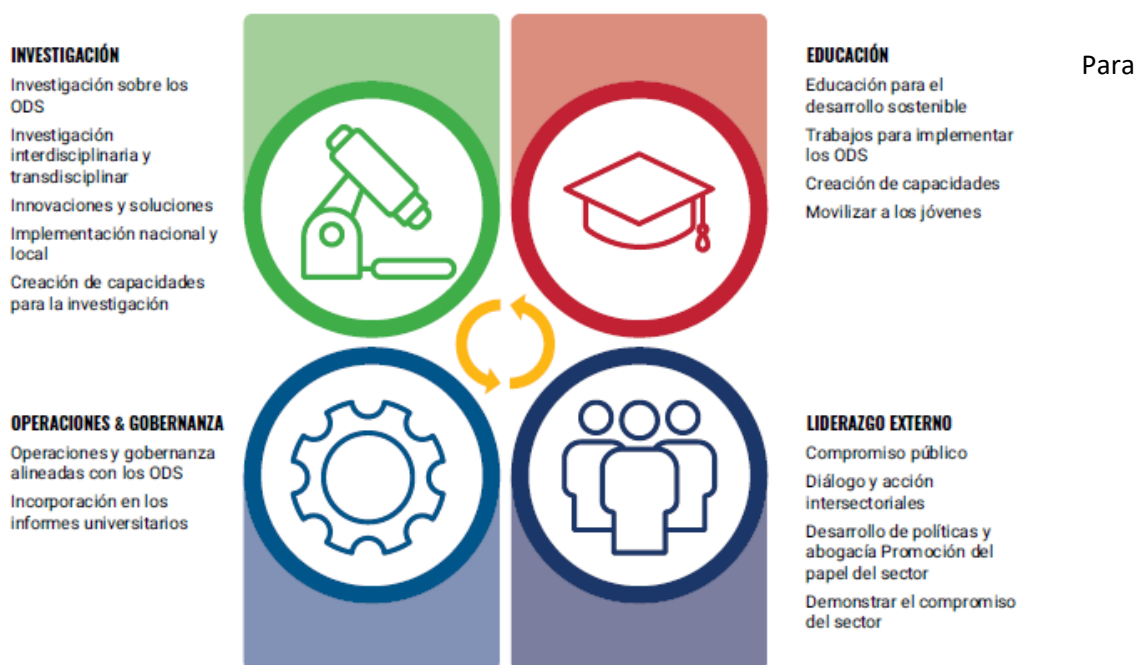 INVESTIGACIÓN
Investigación sobre los
ODS
Investigación
interdisciplinaria y
transdisciplinar
Innovaciones y soluciones
Implementación nacional y
local
Creación de capacidades
para la investigación
EDUCACIÓN
Educación para el
desarrollo sostenible
Trabajos para implementar
los ODS
Creación de capacidades
Movilizar a los jóvenes
Para
OPERACIONES & GOBERNANZA
Operaciones y gobernanza
alineadas con los ODS
Incorporación en los
informes universitarios
LIDERAZGO EXTERNO
Compromiso público
Diálogo y acción
intersectoriales
Desarrollo de políticas y
abogacía Promoción del
papel del sector
Demonstrar el compromiso
del sector